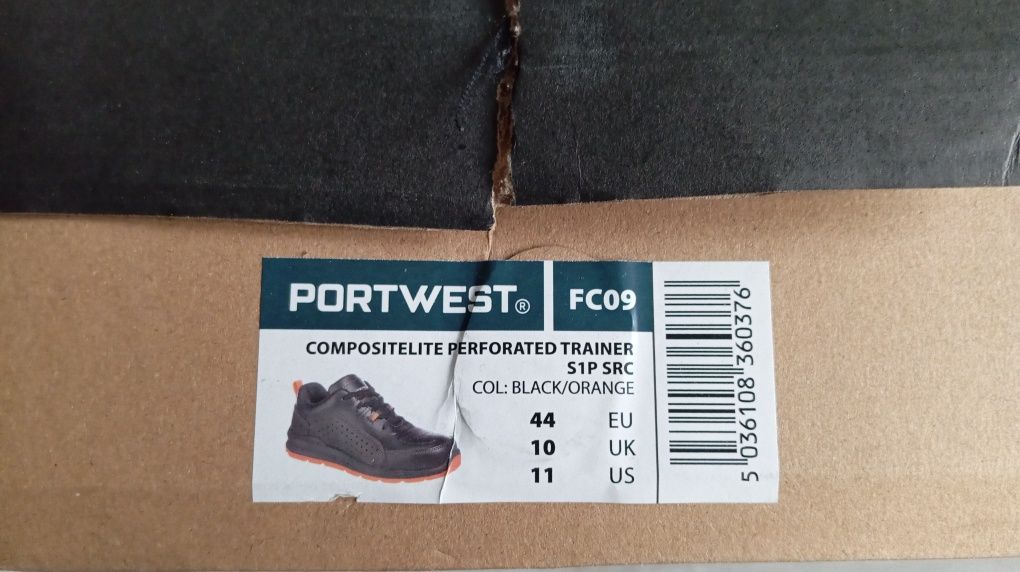 PORTWEST® FC09
COMPOSITELITE PERFORATED TRAINER
S1P SRC
COL: BLACK/ORANGE
44 EU
10 UK
11 US
5 036108 360376